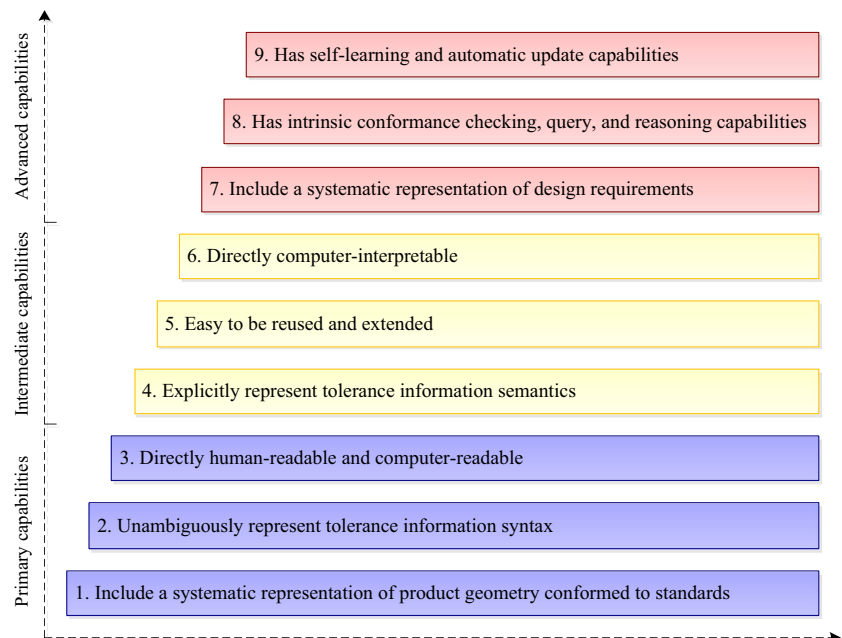 Advanced capabilities
9. Has self-learning and automatic update capabilities
8. Has intrinsic conformance checking, query, and reasoning capabilities
7. Include a systematic representation of design requirements
Intermediate capabilities
6. Directly computer-interpretable
5. Easy to be reused and extended
4. Explicitly represent tolerance information semantics
Primary capabilities
3. Directly human-readable and computer-readable
2. Unambiguously represent tolerance information syntax
1. Include a systematic representation of product geometry conformed to standards